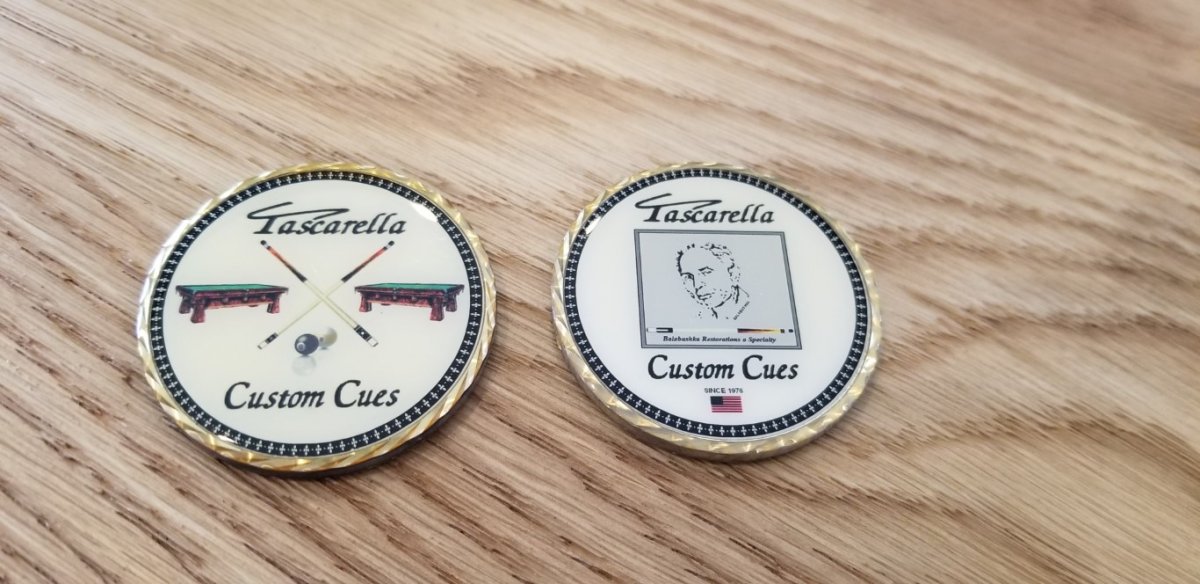 Tascarella
Custom Cues
Tascarella
Balabushka Restorations a Specialty
Custom Cues
SINCE 1976